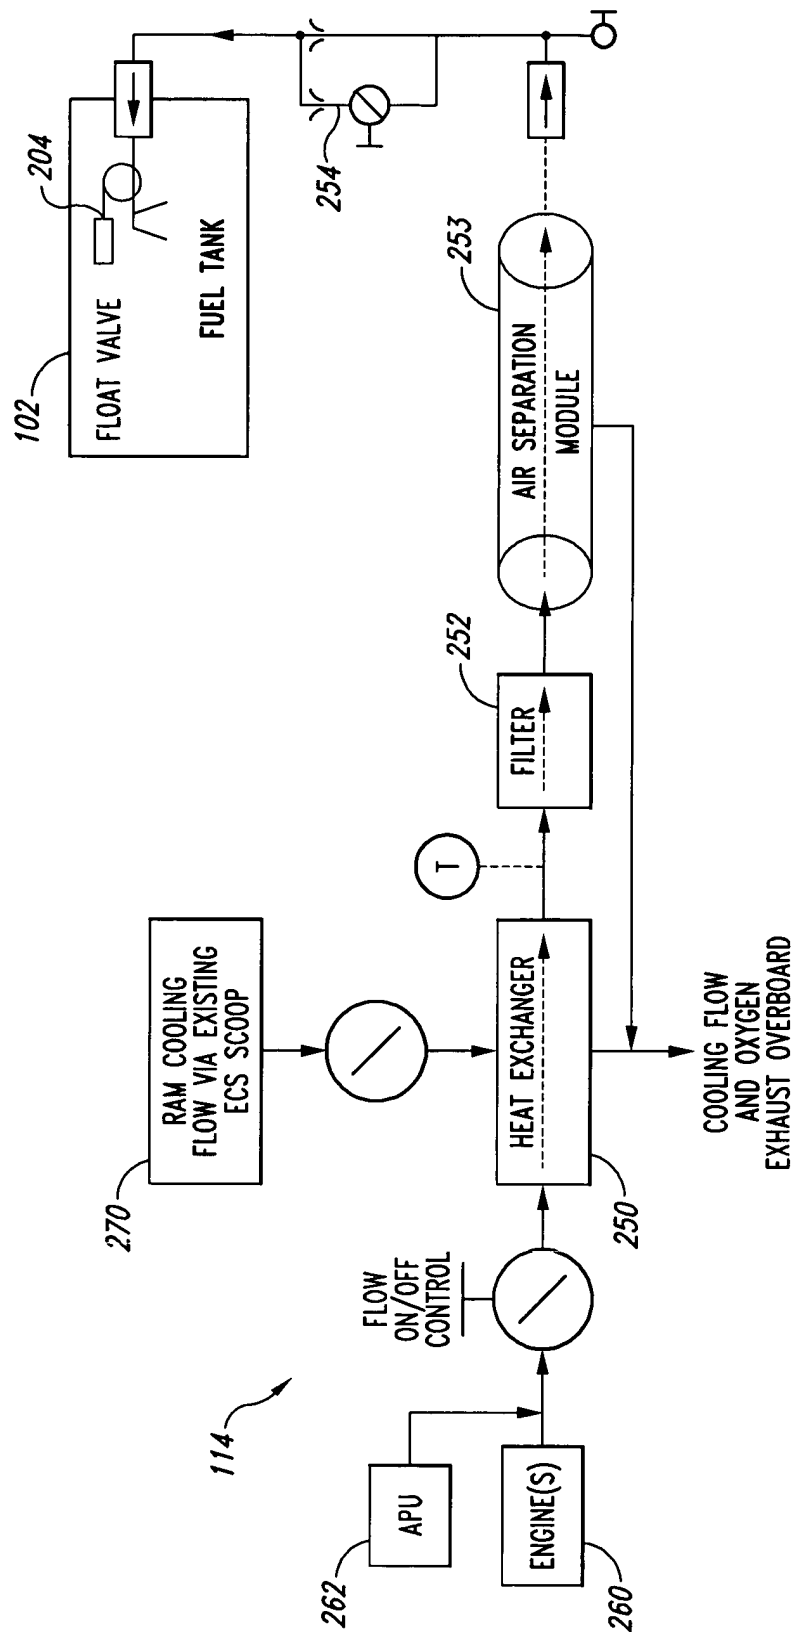 102
FLOAT VALVE
204
FUEL TANK
254
253
AIR SEPARATION
MODULE
252
FILTER
T
270
RAM COOLING
FLOW VIA EXISTING
ECS SCOOP
HEAT EXCHANGER
250
COOLING FLOW
AND OXYGEN
EXHAUST OVERBOARD
FLOW
ON/OFF
CONTROL
114
262
APU
ENGINE(S)
260